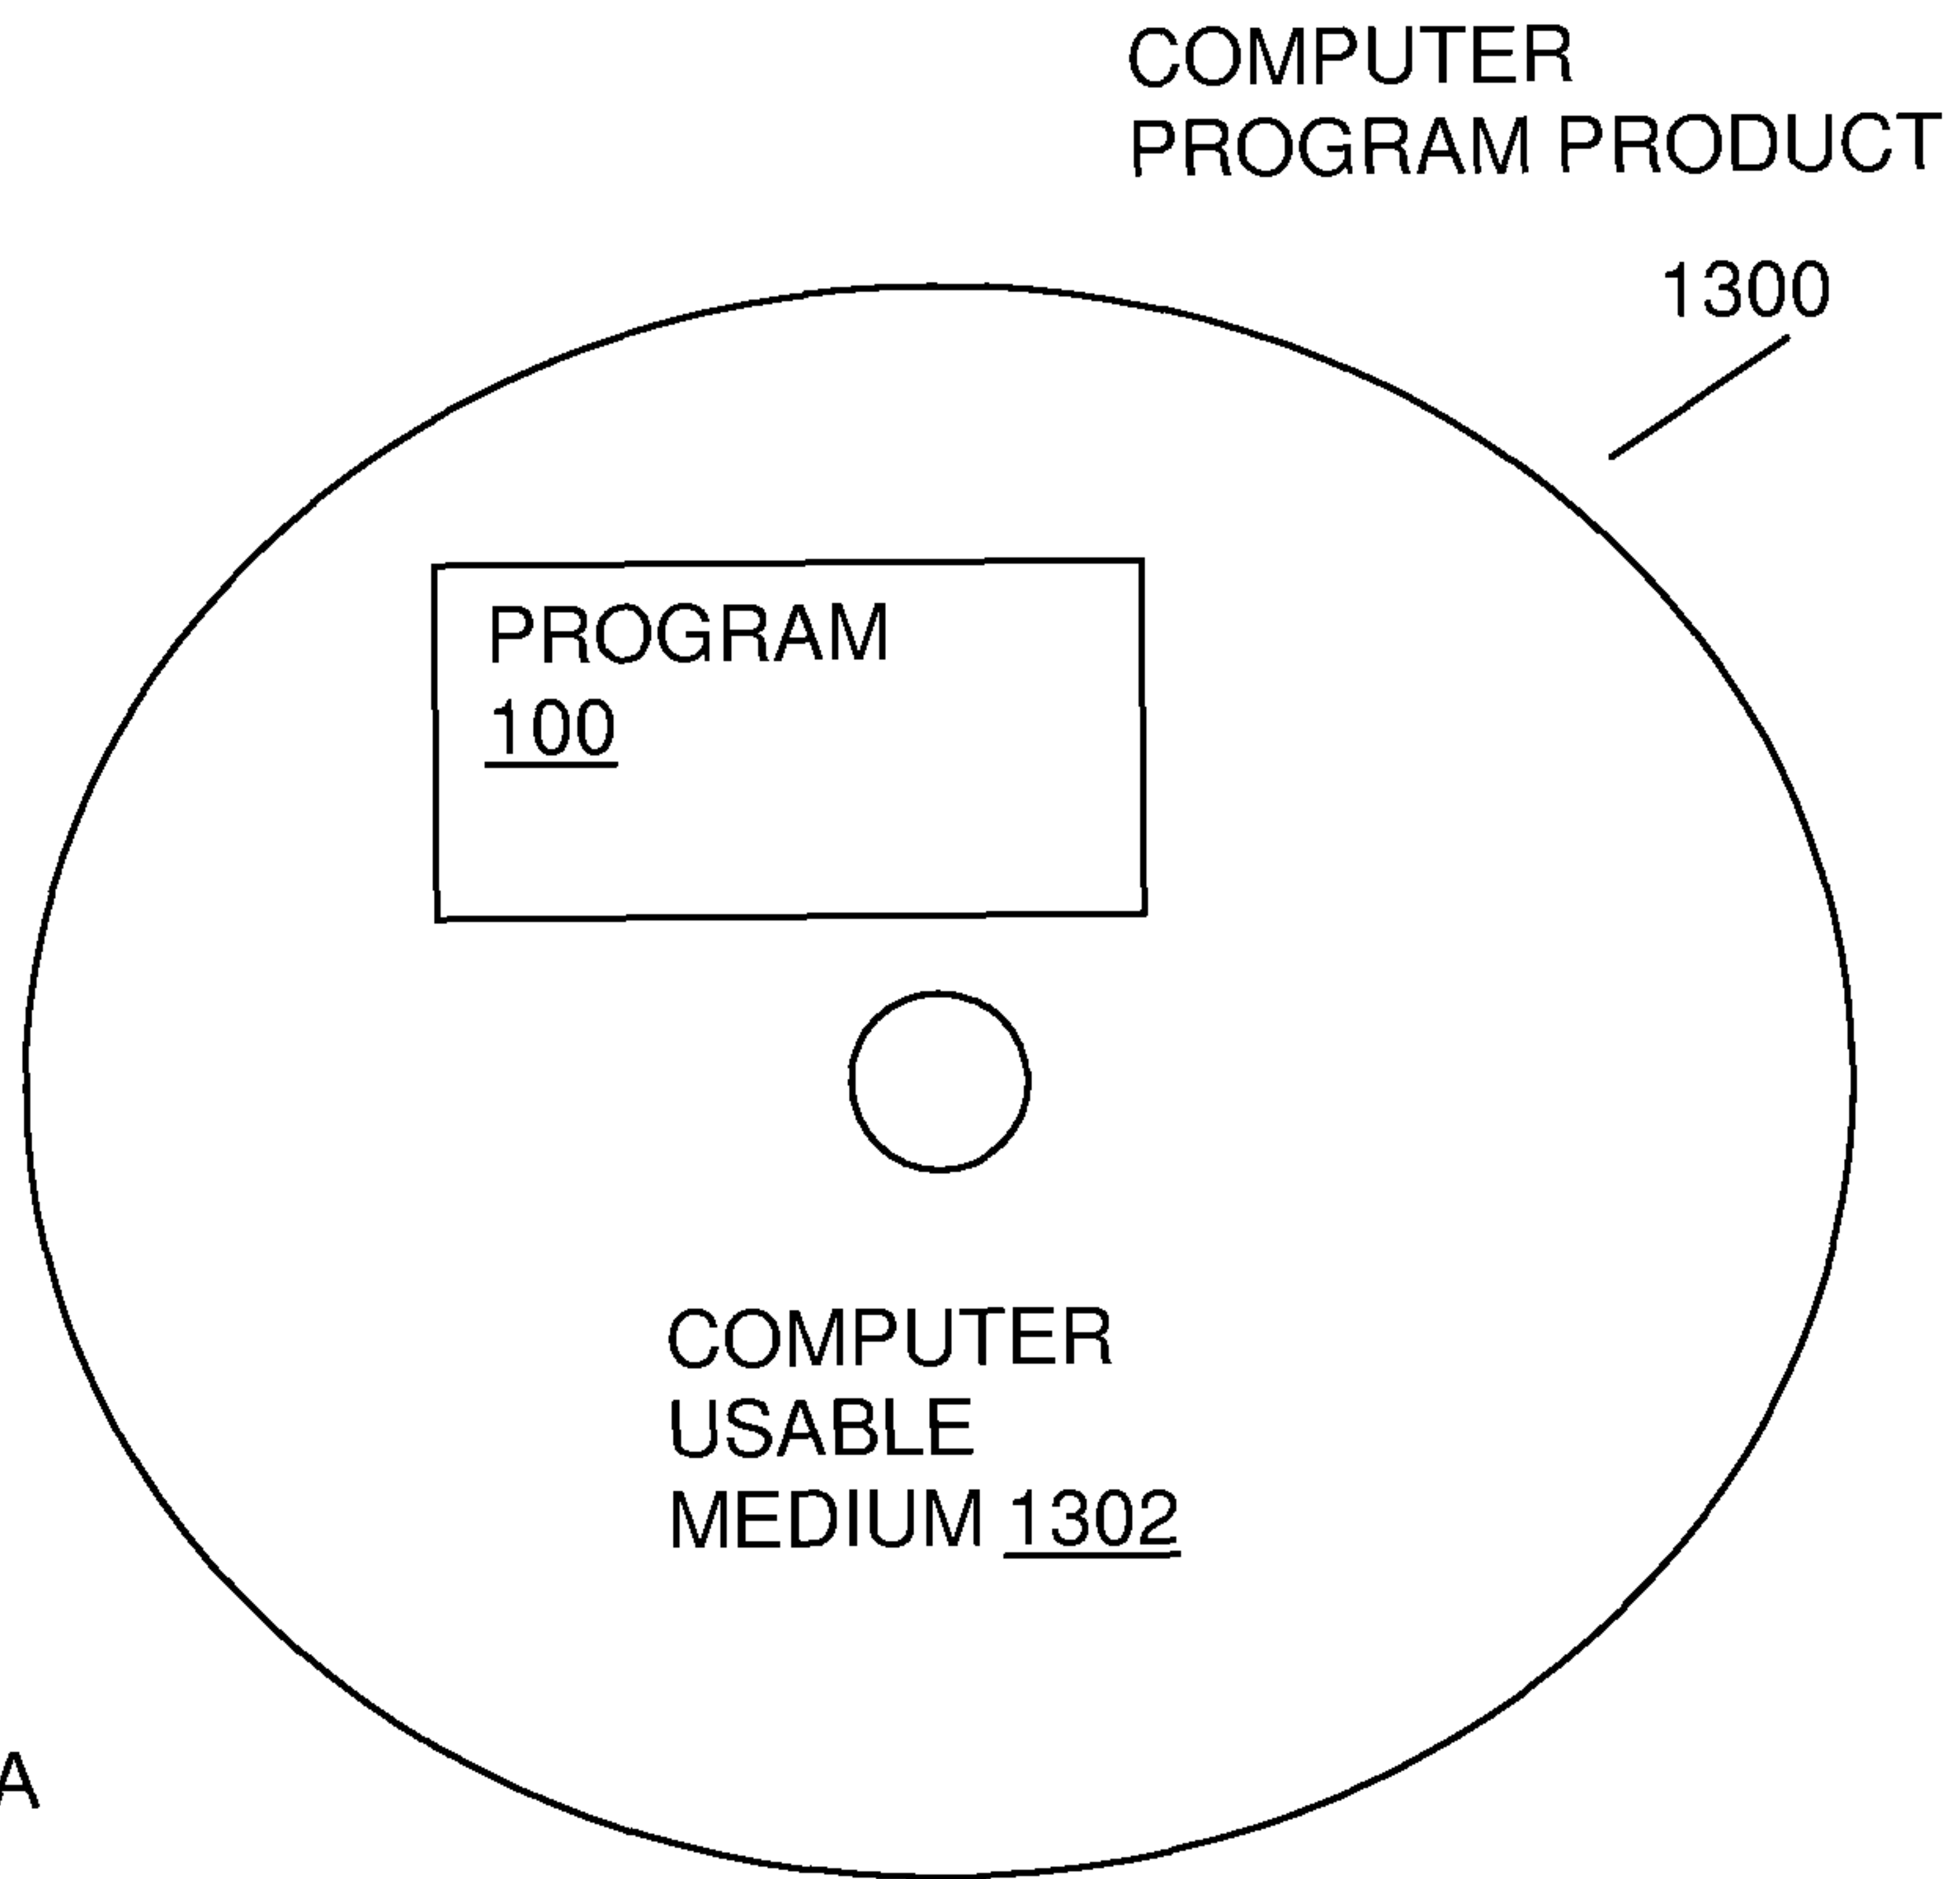 COMPUTER
PROGRAM PRODUCT
1300
PROGRAM
100
COMPUTER
USABLE
MEDIUM 1302
A